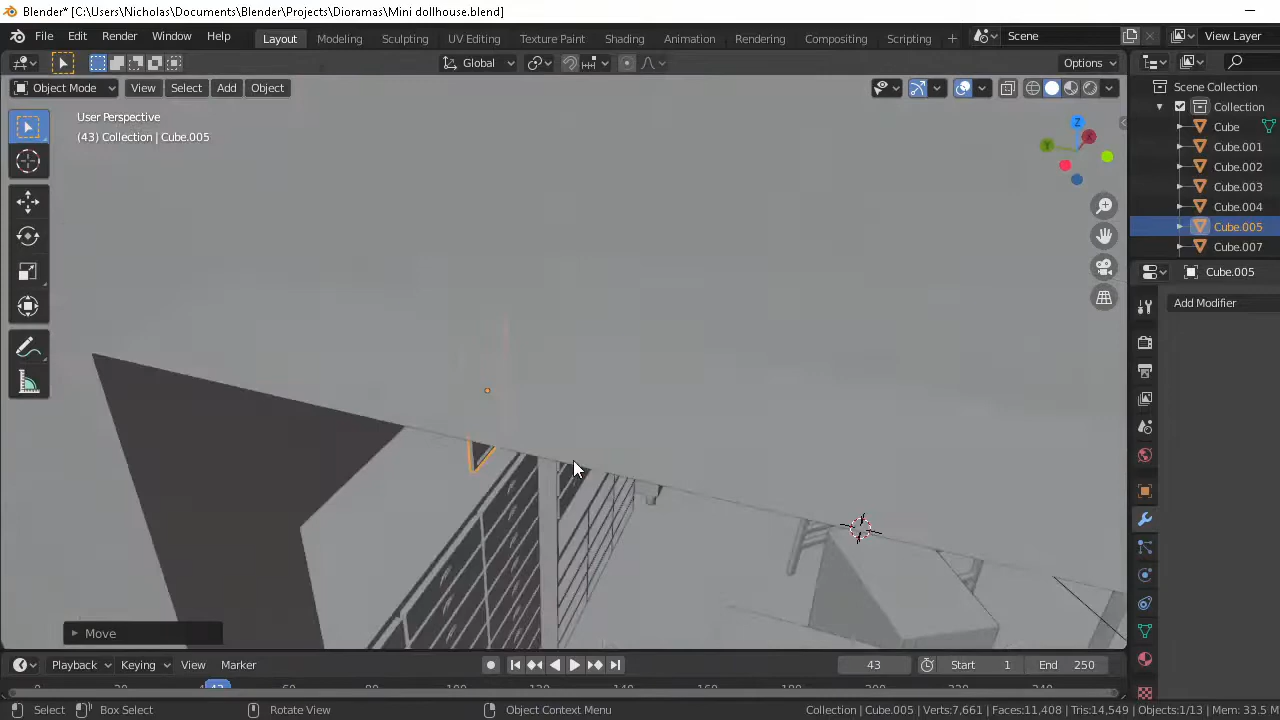 Blender* [C:\Users\Nicholas\Documents\Blender\Projects\Dioramas\Mini dollhouse.blend]
File Edit Render Window Help Layout Modeling Sculpting UV Editing Texture Paint Shading Animation Rendering Compositing Scripting Scene View Layer
Global Options
Object Mode View Select Add Object
Scene Collection
User Perspective
Collection
(43) Collection | Cube.005
Z
X
Y
Cube
Cube.001
Cube.002
Cube.003
Cube.004
Cube.005
Cube.007
Cube.005
Add Modifier
Move
Playback Keying View Marker 43 Start 1 End 250
Select Box Select Rotate View Object Context Menu Collection | Cube.005 | Verts:7,661 | Faces:11,408 | Tris:14,549 | Objects:1/13 | Mem: 33.5 M